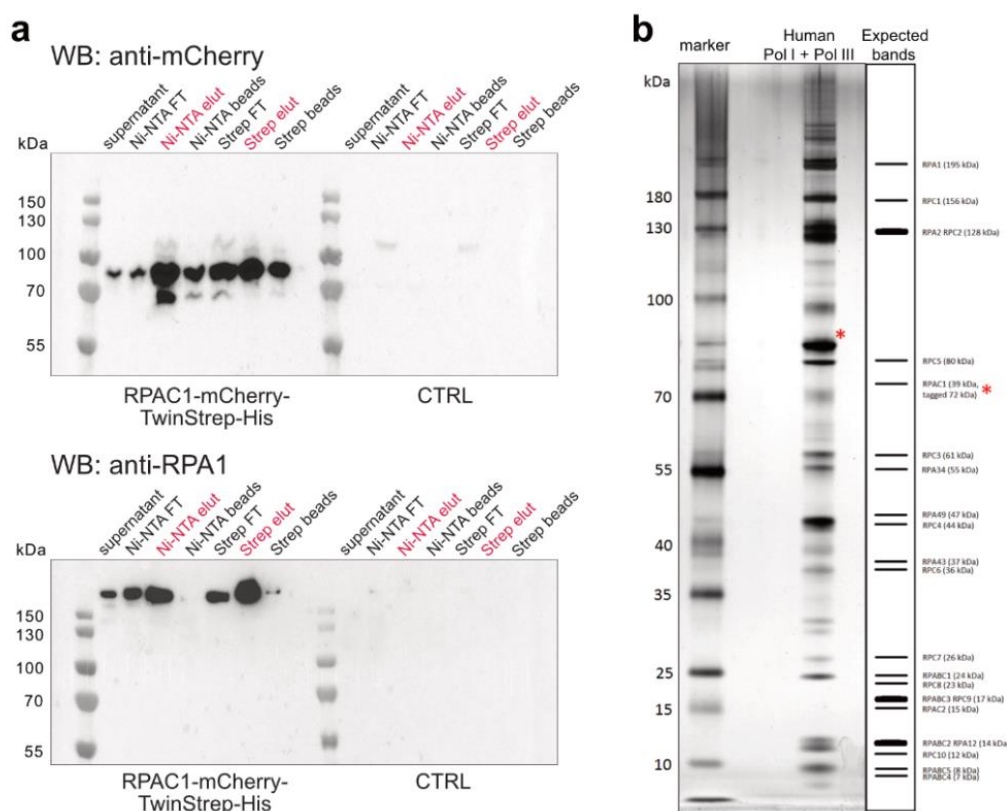 a
WB: anti-mCherry
supernatant
Ni-NTA FT
Ni-NTA elut
Ni-NTA beads
Strep FT
Strep elut
Strep beads
supernatant
Ni-NTA FT
Ni-NTA elut
Ni-NTA beads
Strep FT
Strep elut
Strep beads
kDa
150
130
100
70
55
RPAC1-mCherry-
TwinStrep-His
CTRL
WB: anti-RPA1
supernatant
Ni-NTA FT
Ni-NTA elut
Ni-NTA beads
Strep FT
Strep elut
Strep beads
supernatant
Ni-NTA FT
Ni-NTA elut
Ni-NTA beads
Strep FT
Strep elut
Strep beads
kDa
150
130
100
70
55
RPAC1-mCherry-
TwinStrep-His
CTRL
b
marker
Human
Pol I + Pol III
Expected
bands
kDa
180
130
100
70
55
40
35
25
15
10
*
RPA1 (195 kDa)
RPC1 (156 kDa)
RPA2 RPC2 (128 kDa)
RPC5 (80 kDa)
RPAC1 (39 kDa,
tagged 72 kDa) *
RPC3 (61 kDa)
RPA34 (55 kDa)
RPA49 (47 kDa)
RPC4 (44 kDa)
RPA43 (37 kDa)
RPC6 (36 kDa)
RPC7 (26 kDa)
RPABC1 (24 kDa)
RPC8 (23 kDa)
RPABC3 RPC9 (17 kDa)
RPAC2 (15 kDa)
RPABC2 RPA12 (14 kDa
RPC10 (12 kDa)
RPABC5 (8 kDa)
RPABC4 (7 kDa)